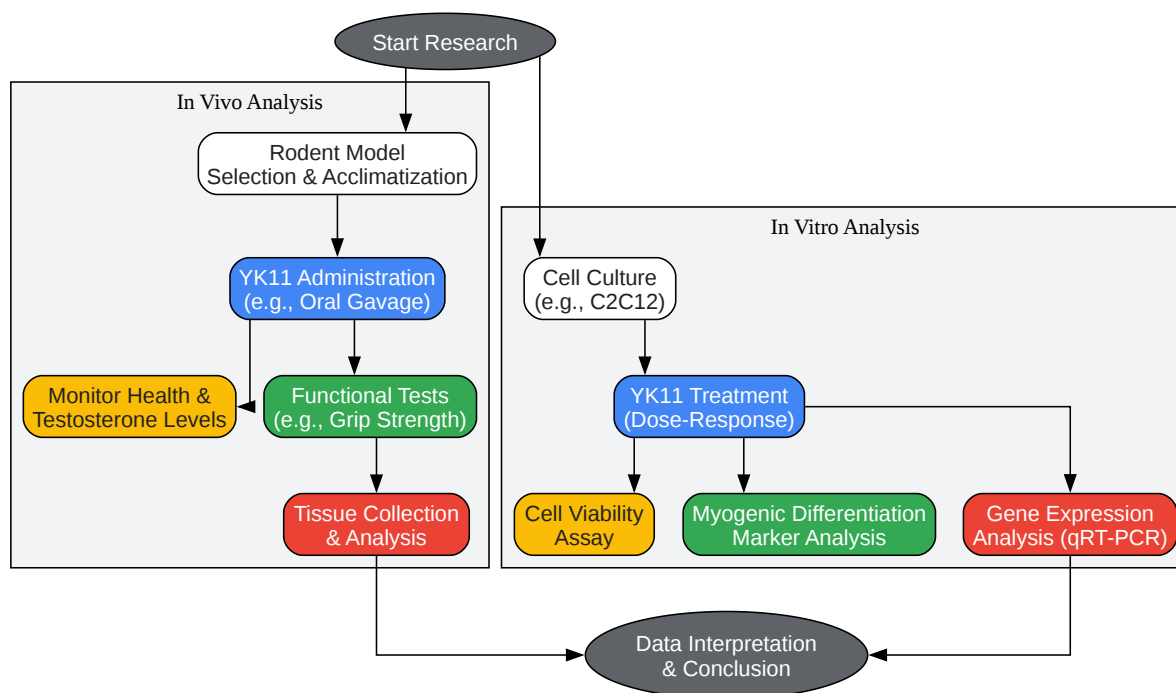 Start Research
In Vivo Analysis
Rodent Model
Selection & Acclimatization
YK11 Administration
(e.g., Oral Gavage)
Monitor Health &
Testosterone Levels
Functional Tests
(e.g., Grip Strength)
Tissue Collection
& Analysis
In Vitro Analysis
Cell Culture
(e.g., C2C12)
YK11 Treatment
(Dose-Response)
Cell Viability
Assay
Myogenic Differentiation
Marker Analysis
Gene Expression
Analysis (qRT-PCR)
Data Interpretation
& Conclusion